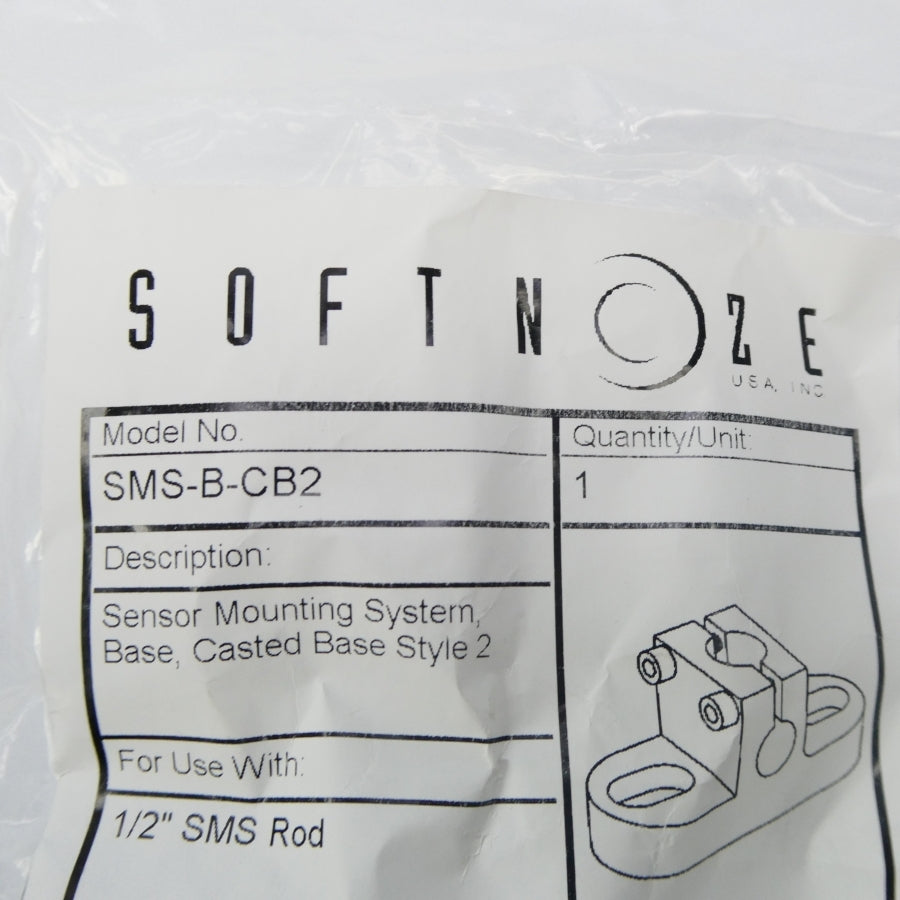 SOFTNOZE
USA, INC
Model No.
Quantity/Unit:
SMS-B-CB2
1
Description:
Sensor Mounting System,
Base, Casted Base Style 2
For Use With:
1/2" SMS Rod